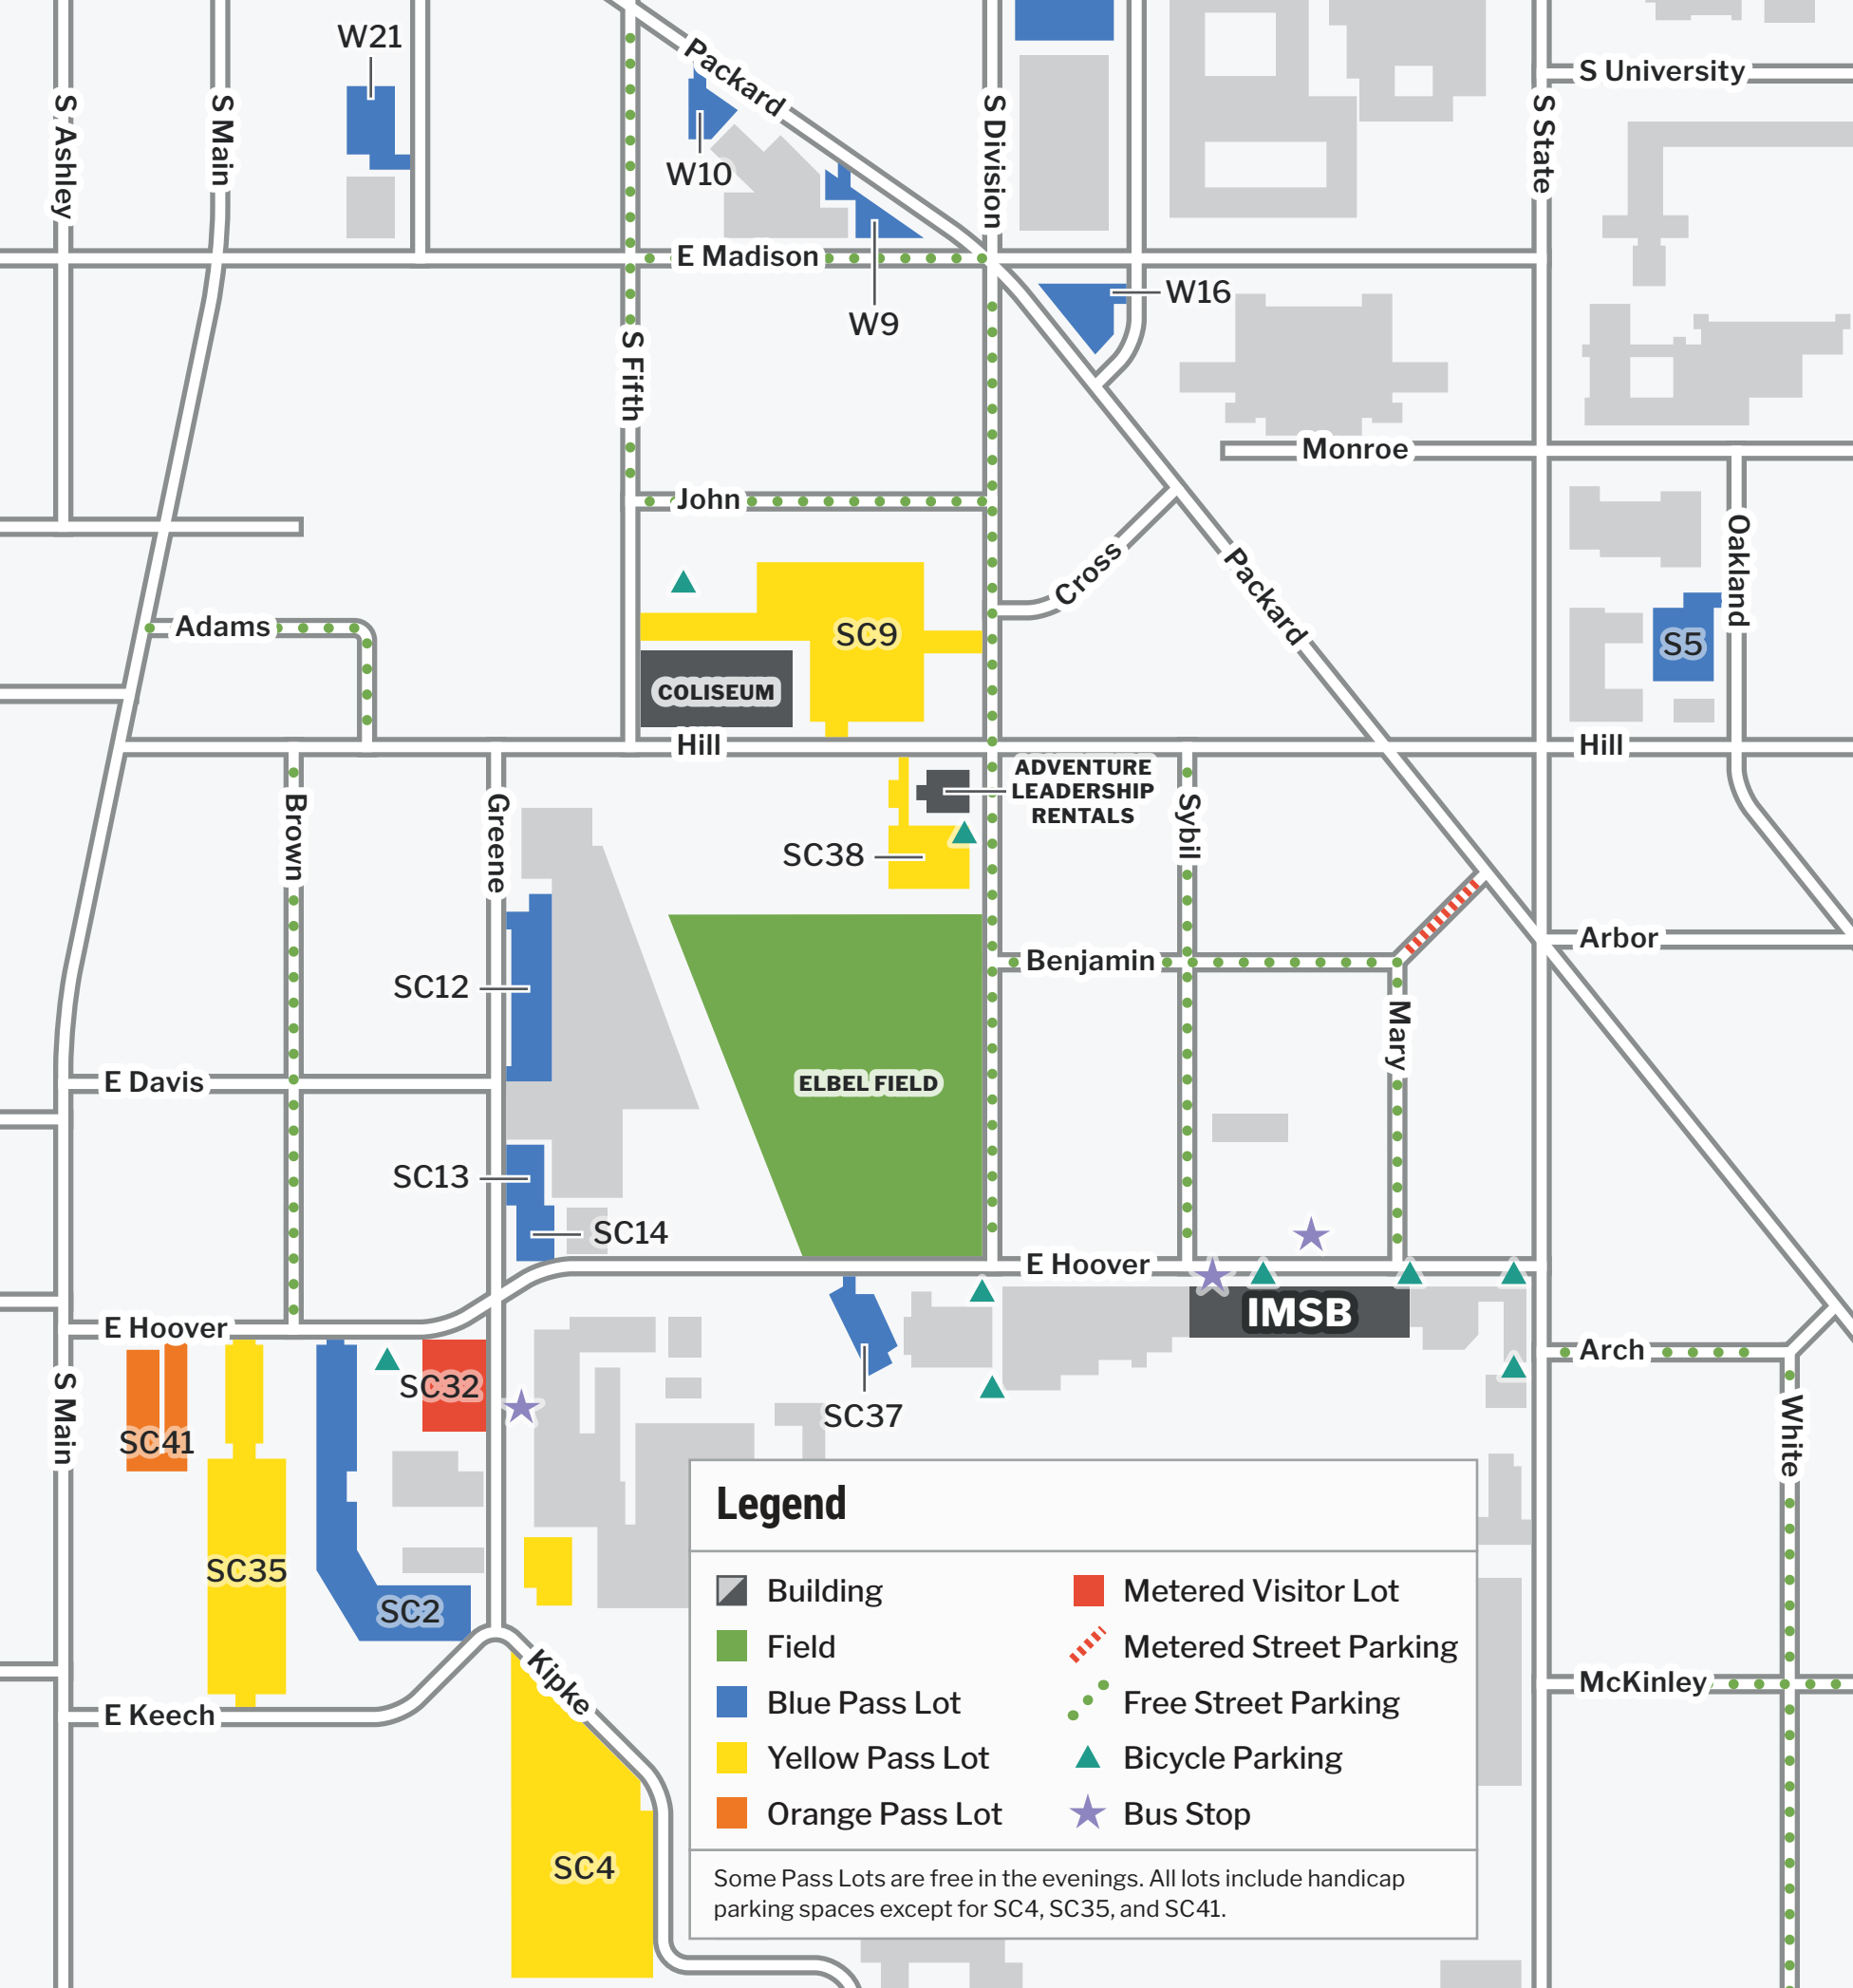 W21
Packard
S Ashley
S Main
S Division
S State
S University
W10
E Madison
W9
W16
S Fifth
Monroe
John
Oakland
Cross
Packard
Adams
SC9
S5
COLISEUM
Hill
Hill
ADVENTURE
LEADERSHIP
RENTALS
Brown
Greene
Sybil
SC38
Arbor
Benjamin
SC12
Mary
E Davis
ELBEL FIELD
SC13
SC14
E Hoover
IMSB
E Hoover
Arch
S Main
SC32
SC41
SC37
White
SC35
SC2
Kipke
McKinley
E Keech
SC4
Legend
Building
Field
Blue Pass Lot
Yellow Pass Lot
Orange Pass Lot
Metered Visitor Lot
Metered Street Parking
Free Street Parking
Bicycle Parking
Bus Stop
Some Pass Lots are free in the evenings. All lots include handicap
parking spaces except for SC4, SC35, and SC41.